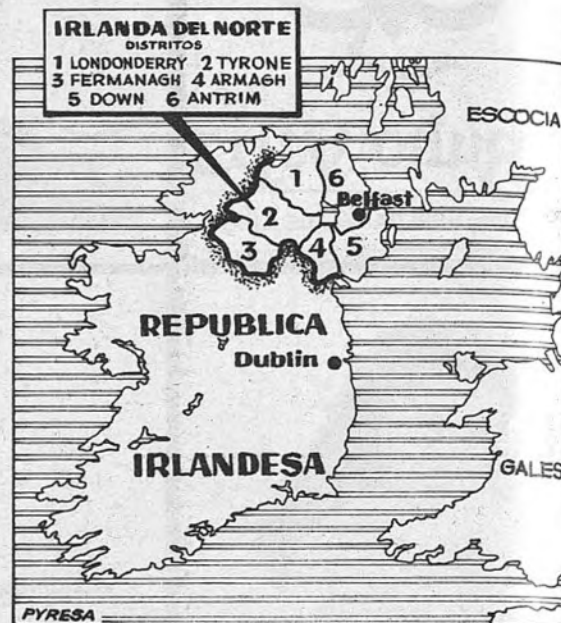 IRLANDA DEL NORTE
DISTRITOS
1 LONDONDERRY 2 TYRONE
3 FERMANAGH 4 ARMAGH
5 DOWN 6 ANTRIM
ESCOCIA
1
6
Belfast
2
3
4
5
REPUBLICA
Dublin
IRLANDESA
GALES
PYRESA